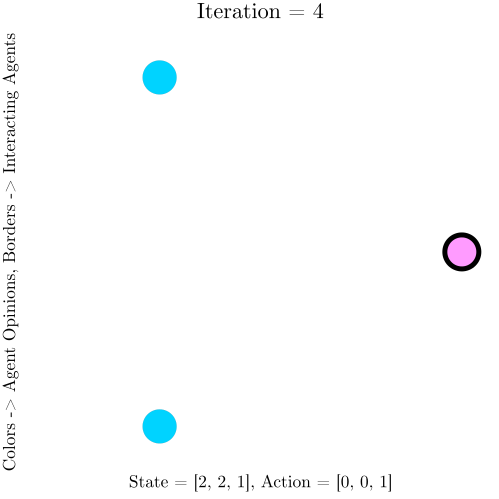 Iteration = 4
Colors -> Agent Opinions, Borders -> Interacting Agents
State = [2, 2, 1], Action = [0, 0, 1]